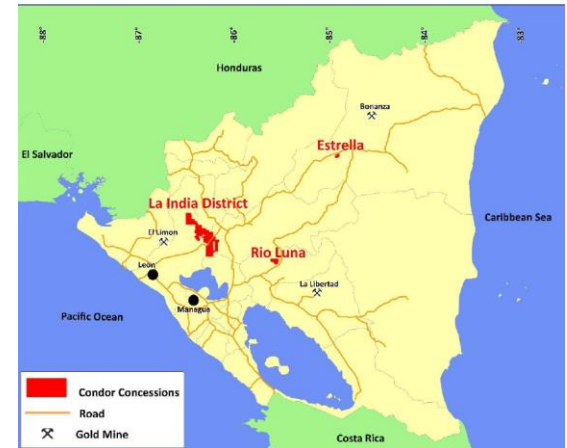 -88°
-87°
-86°
-85°
-84°
-83°
Honduras
Bonanza
El Salvador
Estrella
La India District
El Limon
Caribbean Sea
Rio Luna
León
La Libertad
Managua
Pacific Ocean
Condor Concessions
Road
Gold Mine
Costa Rica